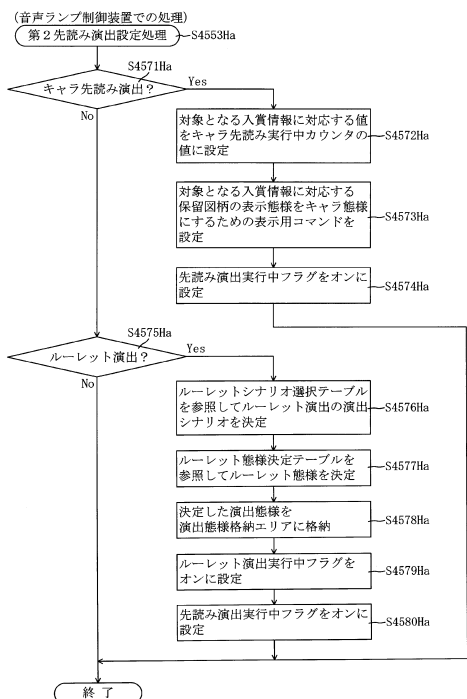 (音声ランプ制御装置での処理)
第2先読み演出設定処理
S4553Ha
S4571Ha
キャラ先読み演出?
Yes
No
対象となる入賞情報に対応する値
をキャラ先読み実行中カウンタの
値に設定
S4572Ha
対象となる入賞情報に対応する
保留図柄の表示態様をキャラ態様
にするための表示用コマンドを
設定
S4573Ha
先読み演出実行中フラグをオンに
設定
S4574Ha
S4575Ha
ルーレット演出?
Yes
No
ルーレットシナリオ選択テーブル
を参照してルーレット演出の演出
シナリオを決定
S4576Ha
ルーレット態様決定テーブルを
参照してルーレット態様を決定
S4577Ha
決定した演出態様を
演出態様格納エリアに格納
S4578Ha
ルーレット演出実行中フラグを
オンに設定
S4579Ha
先読み演出実行中フラグをオンに
設定
S4580Ha
終了